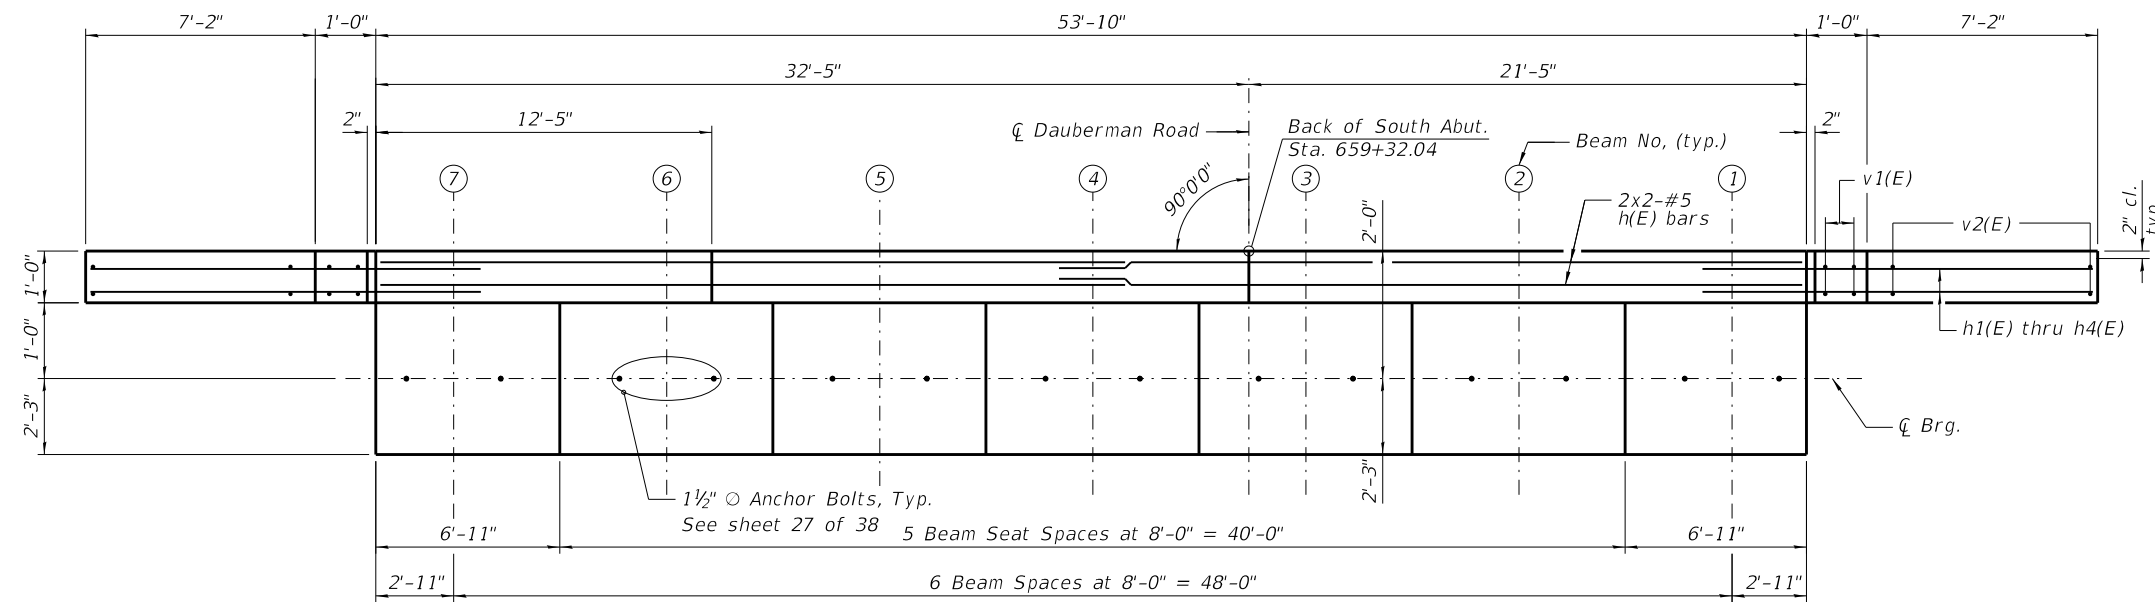 7'-2" 1'-0" 53'-10" 1'-0" 7'-2"
32'-5" 21'-5"
2" 12'-5" ℄ Dauberman Road Back of South Abut. 2"
Sta. 659+32.04
Beam No, (typ.)
7 6 5 4 3 2 1
90°0'0"
v1(E)
2x2-#5
h(E) bars
v2(E)
2" cl.
typ
1'-0"
2'-0"
h1(E) thru h4(E)
1'-0"
2'-3"
℄ Brg.
2'-3"
1½" ∅ Anchor Bolts, Typ.
See sheet 27 of 38
6'-11" 5 Beam Seat Spaces at 8'-0" = 40'-0" 6'-11"
2'-11" 6 Beam Spaces at 8'-0" = 48'-0" 2'-11"